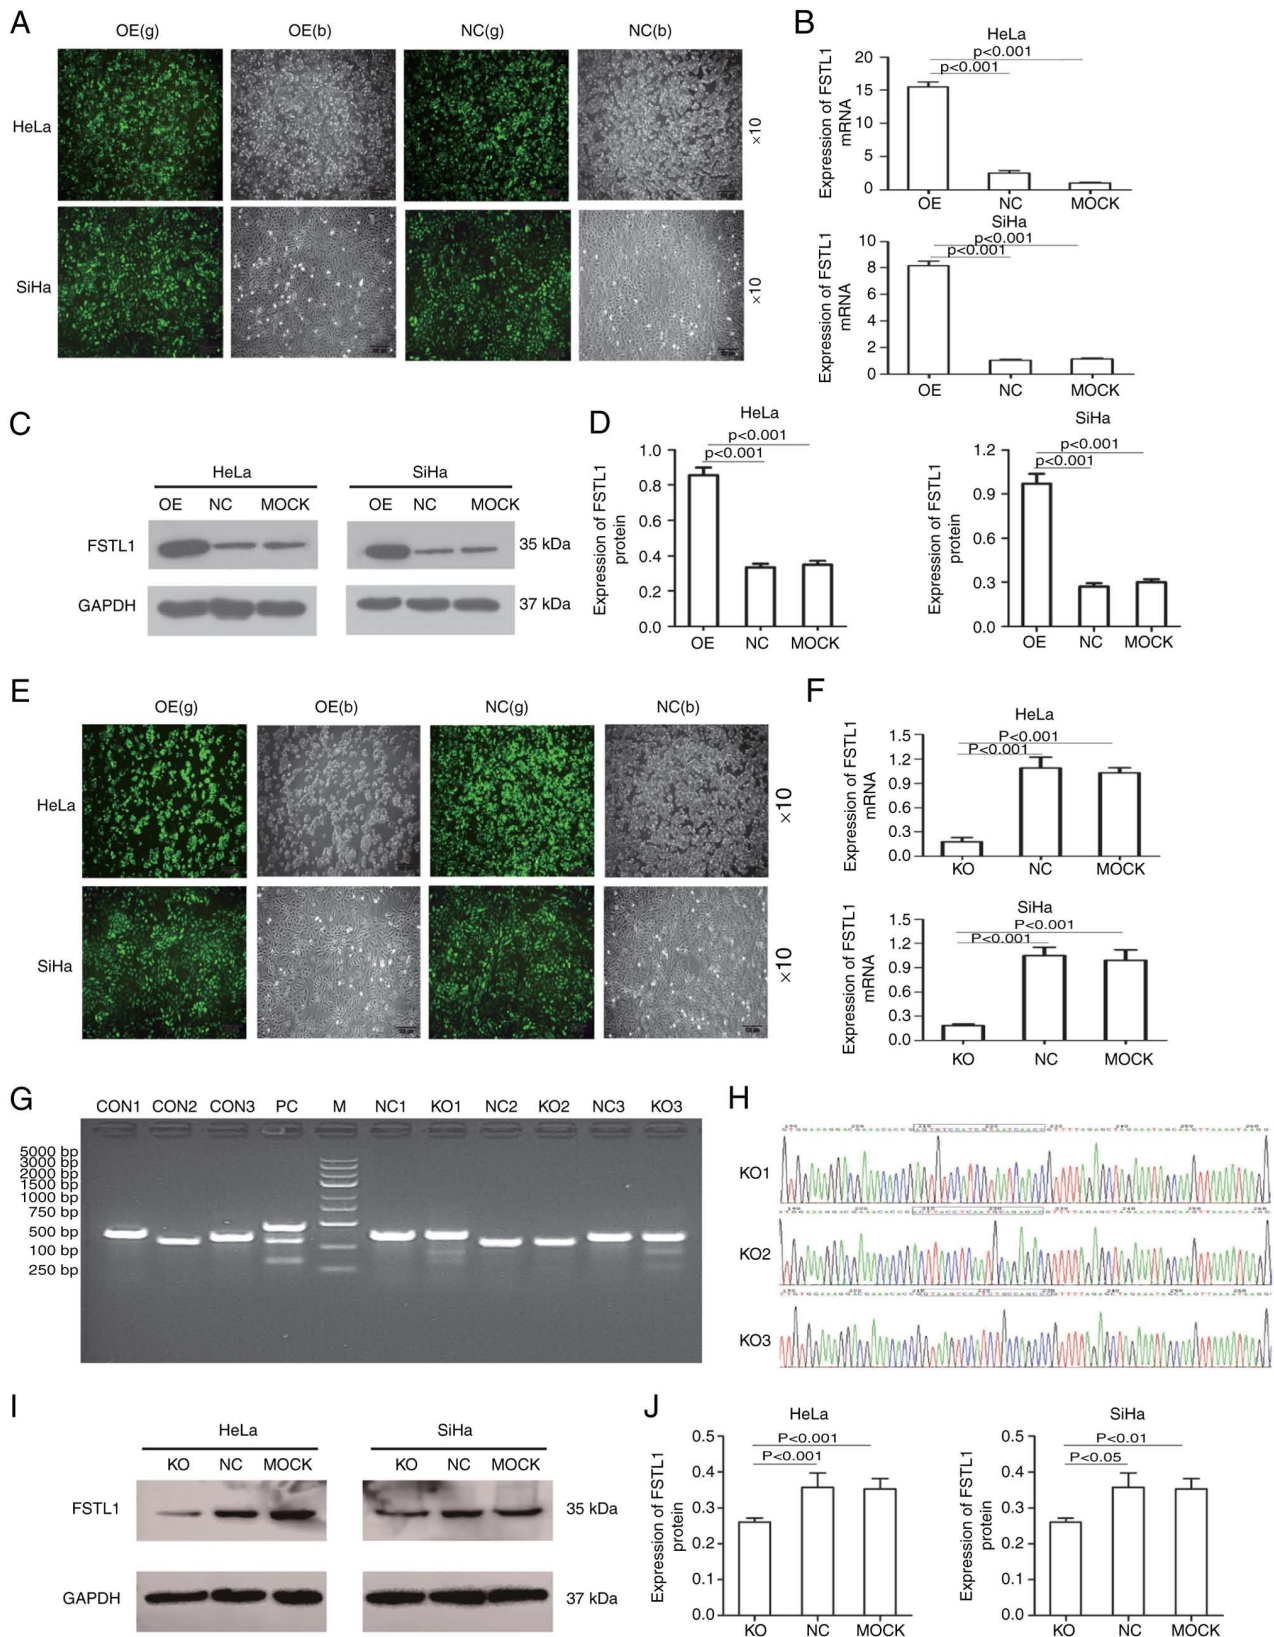 A
OE(g) OE(b) NC(g) NC(b)
HeLa
×10
SiHa
×10
B
HeLa
p<0.001
p<0.001
Expression of FSTL1
mRNA
20
15
10
5
0
OE NC MOCK
SiHa
p<0.001
p<0.001
Expression of FSTL1
mRNA
10
8
6
4
2
0
OE NC MOCK
C
HeLa SiHa
OE NC MOCK OE NC MOCK
FSTL1 35 kDa
GAPDH 37 kDa
D
HeLa
p<0.001
p<0.001
Expression of FSTL1
protein
1.0
0.8
0.6
0.4
0.2
0.0
OE NC MOCK
SiHa
p<0.001
p<0.001
Expression of FSTL1
protein
1.2
0.9
0.6
0.3
0.0
OE NC MOCK
E
OE(g) OE(b) NC(g) NC(b)
HeLa
×10
SiHa
×10
F
HeLa
P<0.001
P<0.001
Expression of FSTL1
mRNA
1.5
1.2
0.9
0.6
0.3
0.0
KO NC MOCK
SiHa
P<0.001
P<0.001
Expression of FSTL1
mRNA
1.5
1.2
0.9
0.6
0.3
0.0
KO NC MOCK
G
CON1 CON2 CON3 PC M NC1 KO1 NC2 KO2 NC3 KO3
5000 bp
3000 bp
2000 bp
1500 bp
1000 bp
750 bp
500 bp
100 bp
250 bp
H
KO1
KO2
KO3
I
HeLa SiHa
KO NC MOCK KO NC MOCK
FSTL1 35 kDa
GAPDH 37 kDa
J
HeLa
P<0.001
P<0.001
Expression of FSTL1
protein
0.5
0.4
0.3
0.2
0.1
0.0
KO NC MOCK
SiHa
P<0.01
P<0.05
Expression of FSTL1
protein
0.5
0.4
0.3
0.2
0.1
0.0
KO NC MOCK